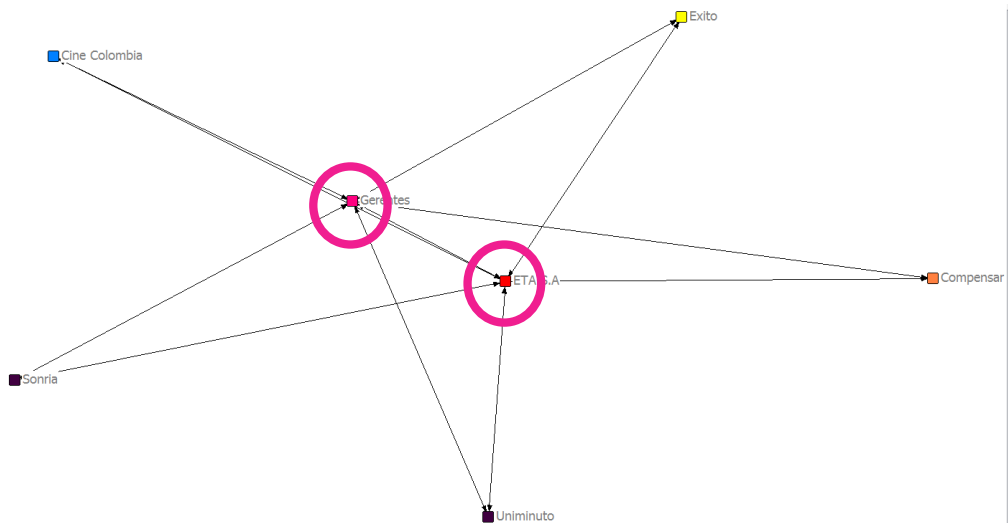 Exito
Cine Colombia
Gerentes
ETA S.A
Compensar
Sonria
Uniminuto